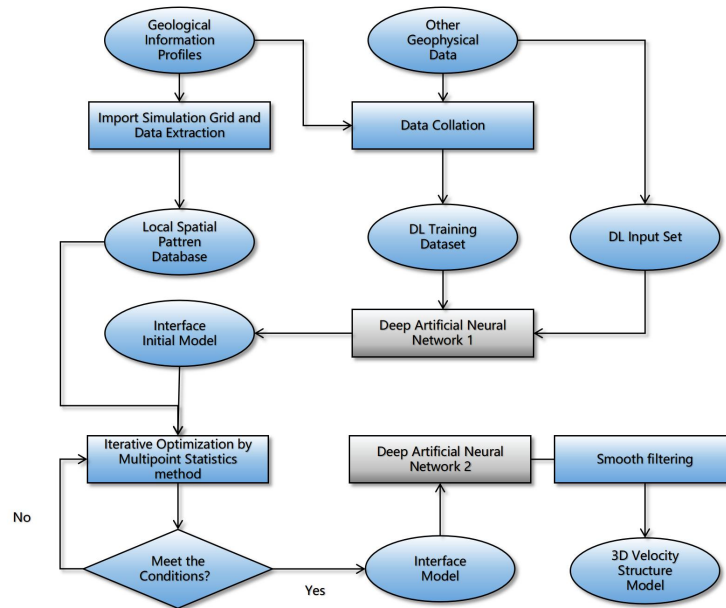 Geological
Information
Profiles
Other
Geophysical
Data
Import Simulation Grid and
Data Extraction
Data Collation
Local Spatial
Pattren
Database
DL Training
Dataset
DL Input Set
Interface
Initial Model
Deep Artificial Neural
Network 1
Iterative Optimization by
Multipoint Statistics
method
Deep Artificial Neural
Network 2
Smooth filtering
No
Meet the
Conditions?
Yes
Interface
Model
3D Velocity
Structure
Model